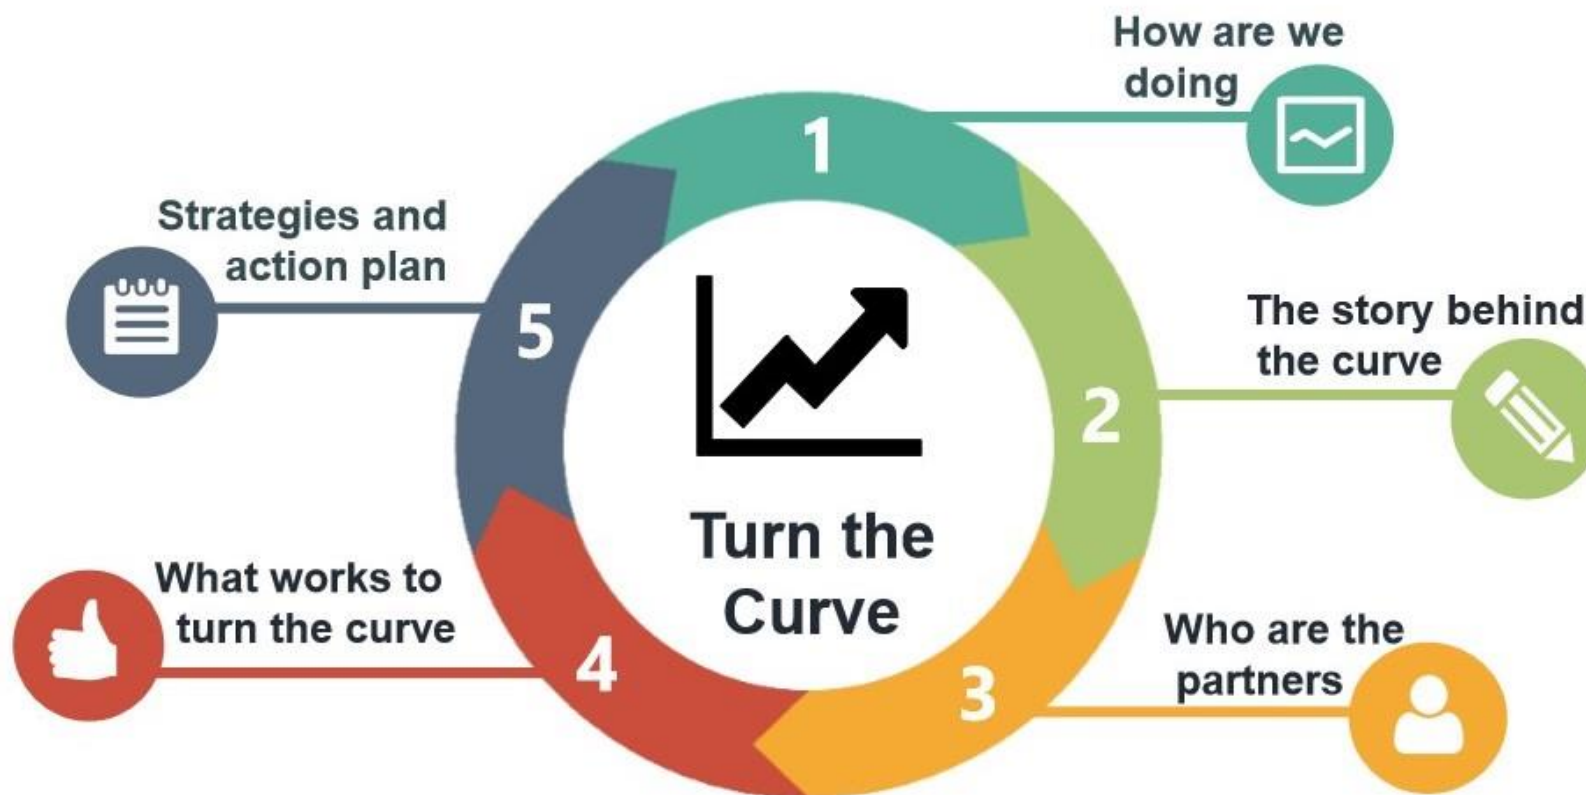 How are we
doing
1
The story behind
the curve
2
Who are the
partners
3
What works to
turn the curve
4
Strategies and
action plan
5
Turn the
Curve